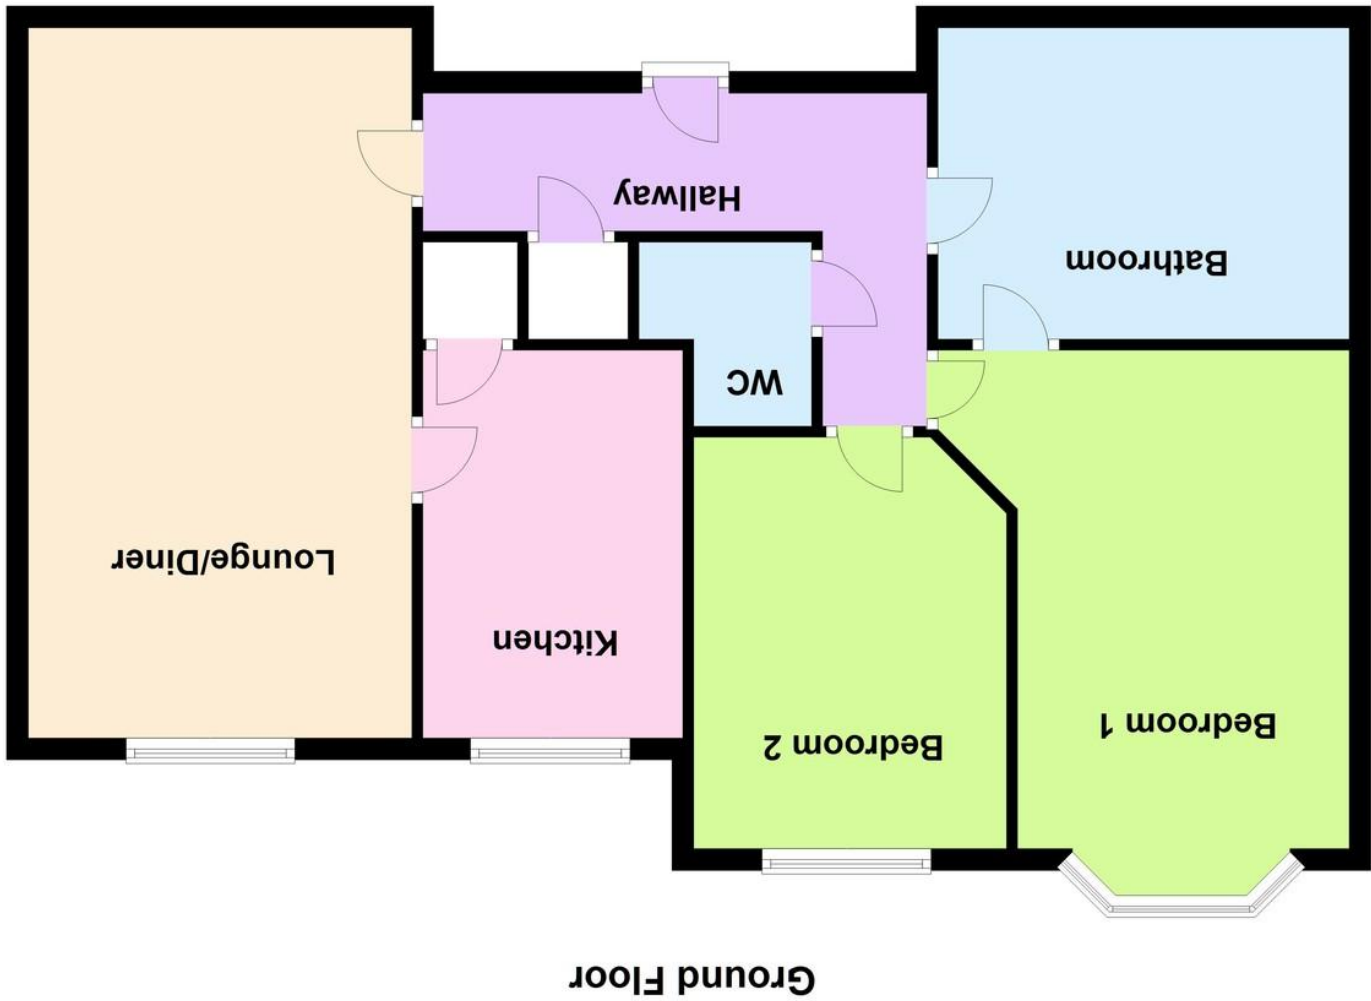 Ground Floor
Bedroom 1
Bedroom 2
Kitchen
Lounge/Diner
WC
Bathroom
Hallway